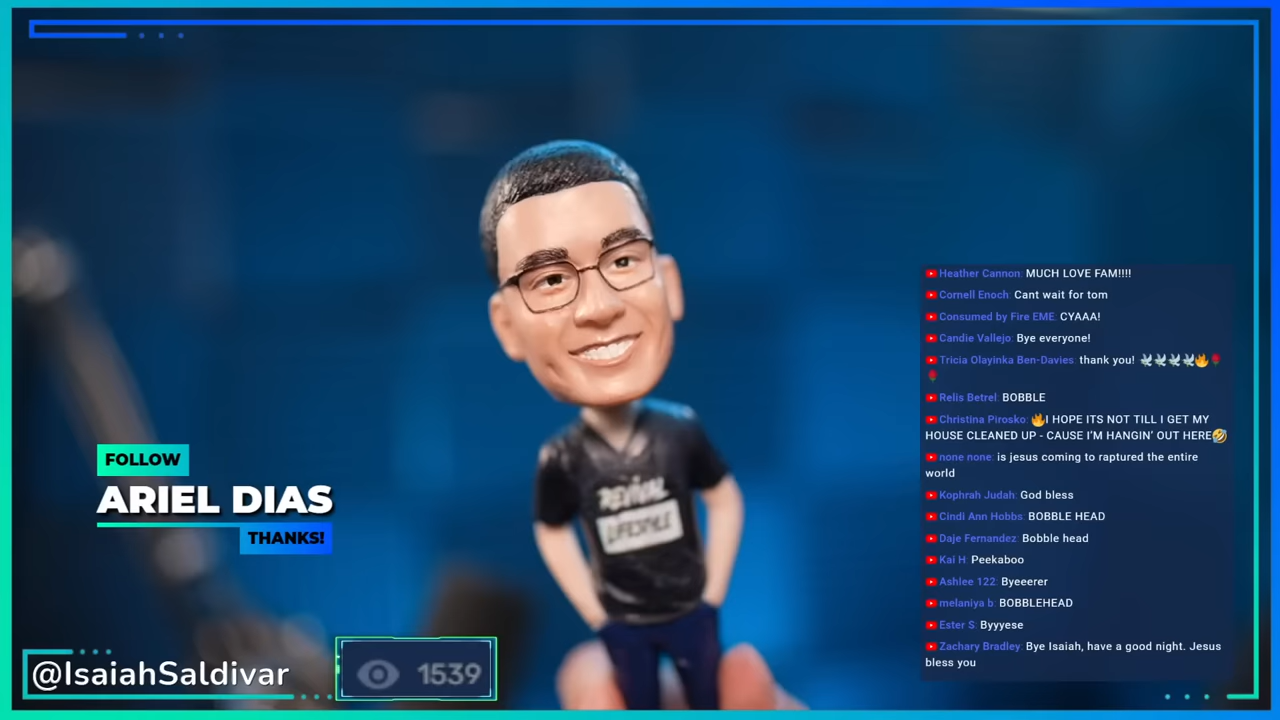 FOLLOW
ARIEL DIAS
THANKS!
@IsaiahSaldivar
1539
REVIVAL
LIFESTYLE
Heather Cannon: MUCH LOVE FAM!!!!
Cornell Enoch: Cant wait for tom
Consumed by Fire EME: CYAAA!
Candie Vallejo: Bye everyone!
Tricia Olayinka Ben-Davies: thank you! 🕊🕊🕊🕊🔥🌹
🌹
Relis Betrel: BOBBLE
Christina Pirosko: 🔥I HOPE ITS NOT TILL I GET MY
HOUSE CLEANED UP - CAUSE I'M HANGIN' OUT HERE🤣
none none: is jesus coming to raptured the entire
world
Kophrah Judah: God bless
Cindi Ann Hobbs: BOBBLE HEAD
Daje Fernandez: Bobble head
Kai H: Peekaboo
Ashlee 122: Byeeerer
melaniya b: BOBBLEHEAD
Ester S: Byyyese
Zachary Bradley: Bye Isaiah, have a good night. Jesus
bless you